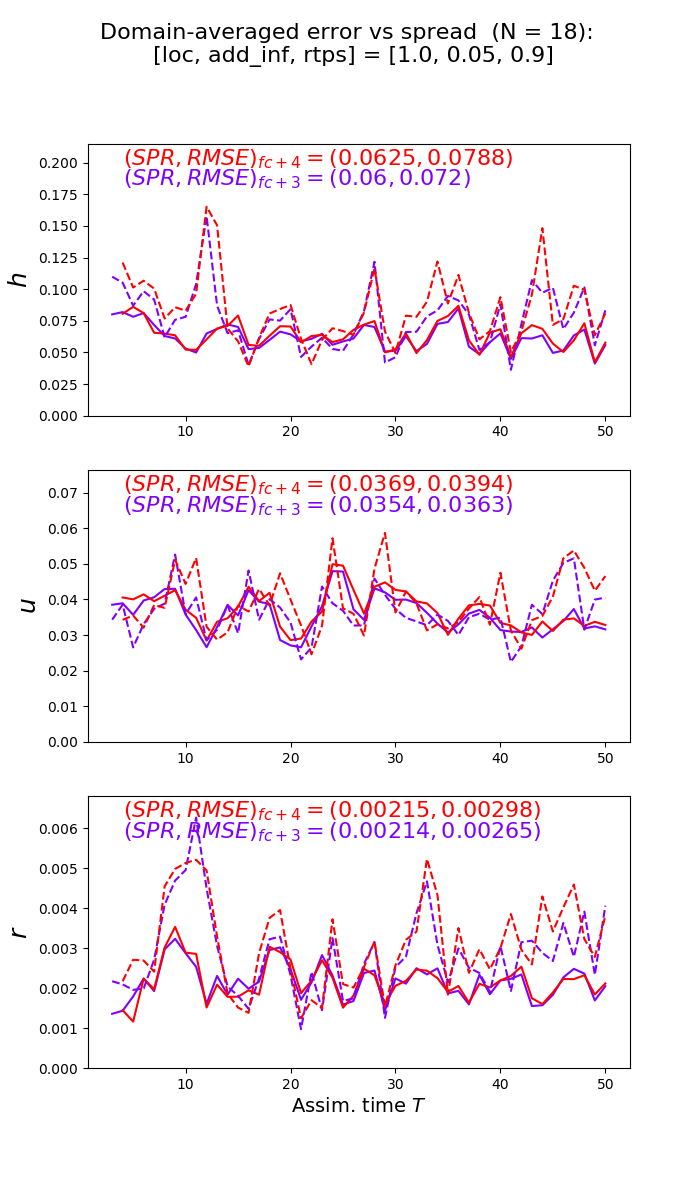 Domain-averaged error vs spread (N = 18):
[loc, add_inf, rtps] = [1.0, 0.05, 0.9]
(SPR, RMSE)fc+4 = (0.0625, 0.0788)
(SPR, RMSE)fc+3 = (0.06, 0.072)
0.200
0.175
0.150
0.125
0.100
0.075
0.050
0.025
0.000
h
10 20 30 40 50
(SPR, RMSE)fc+4 = (0.0369, 0.0394)
(SPR, RMSE)fc+3 = (0.0354, 0.0363)
0.07
0.06
0.05
0.04
0.03
0.02
0.01
0.00
u
10 20 30 40 50
(SPR, RMSE)fc+4 = (0.00215, 0.00298)
(SPR, RMSE)fc+3 = (0.00214, 0.00265)
0.006
0.005
0.004
0.003
0.002
0.001
0.000
r
10 20 30 40 50
Assim. time T